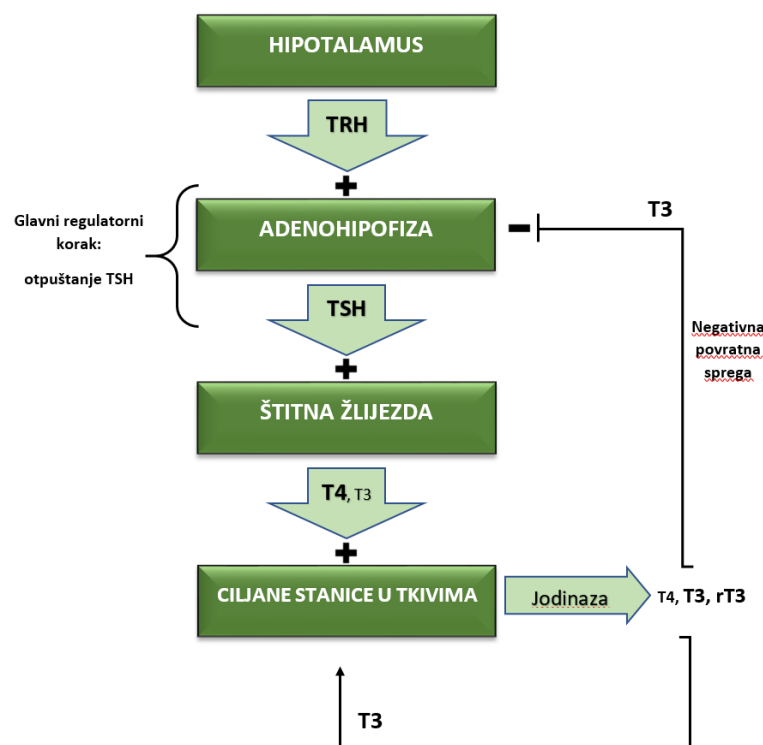 HIPOTALAMUS
TRH
+
Glavni regulatorni
korak:
otpuštanje TSH
ADENOHIPOFIZA
-
T3
TSH
+
Negativna
povratna
sprega
ŠTITNA ŽLIJEZDA
T4, T3
+
CILJANE STANICE U TKIVIMA
Jodinaza
T4, T3, rT3
T3